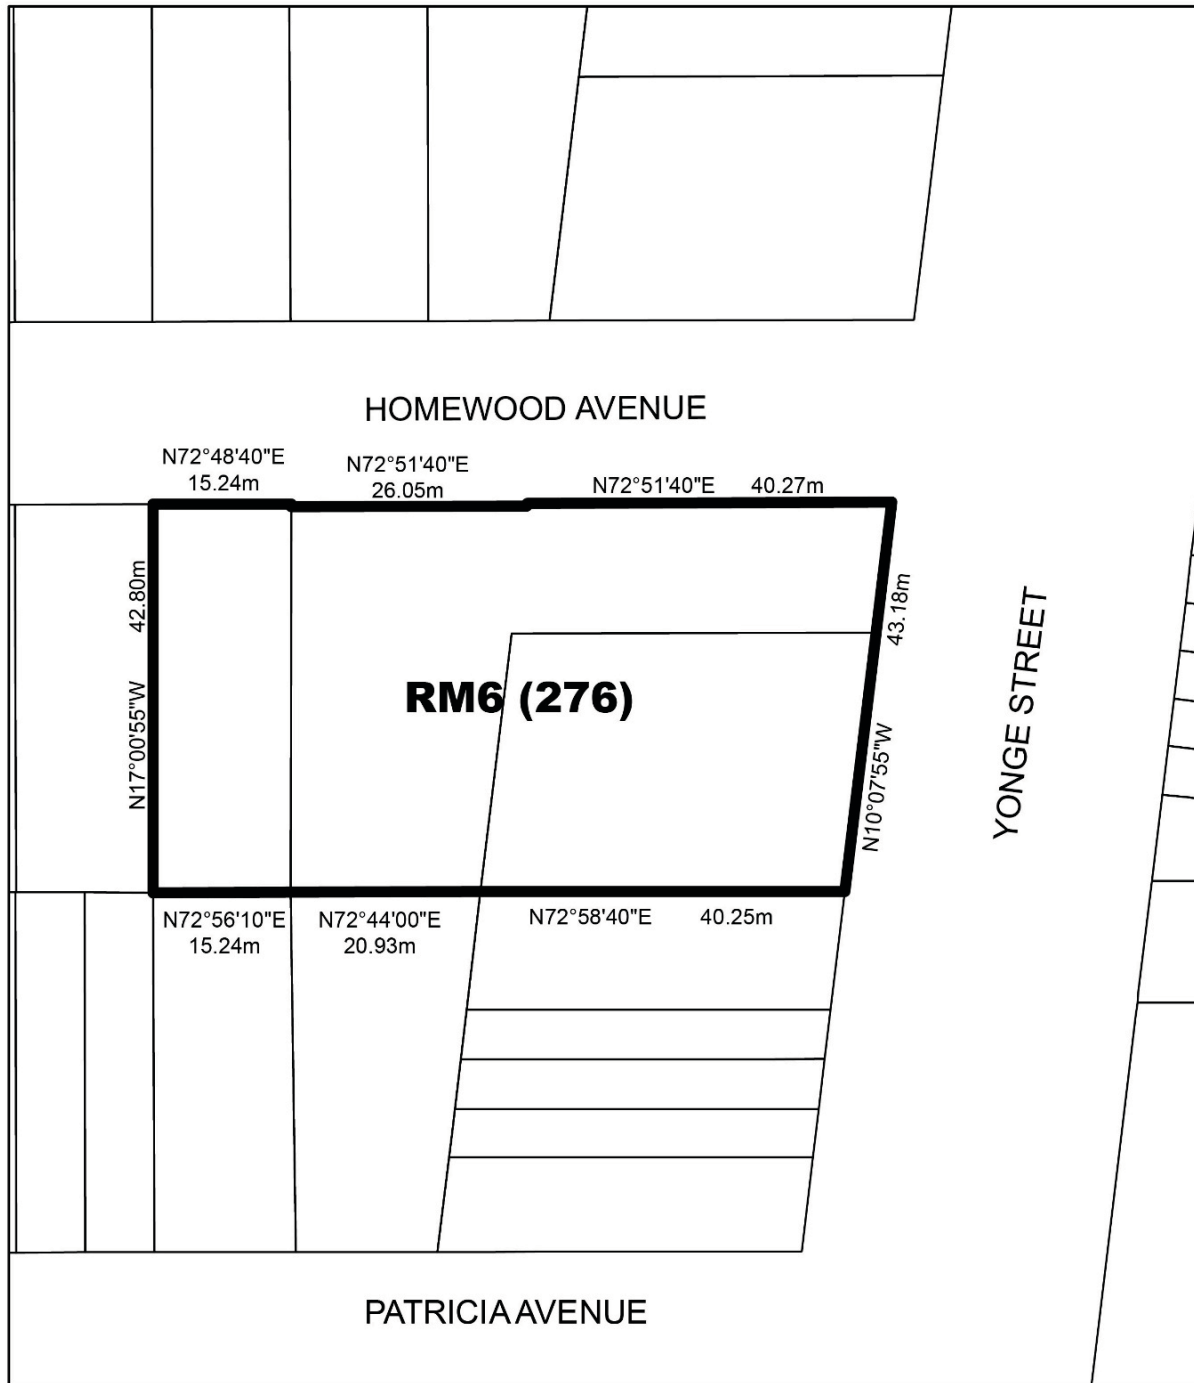 HOMEWOOD AVENUE
N72°48'40"E
15.24m
N72°51'40"E
26.05m
N72°51'40"E 40.27m
42.80m
N17°00'55"W
43.18m
N10°07'55"W
RM6 (276)
YONGE STREET
N72°56'10"E
15.24m
N72°44'00"E
20.93m
N72°58'40"E 40.25m
PATRICIA AVENUE